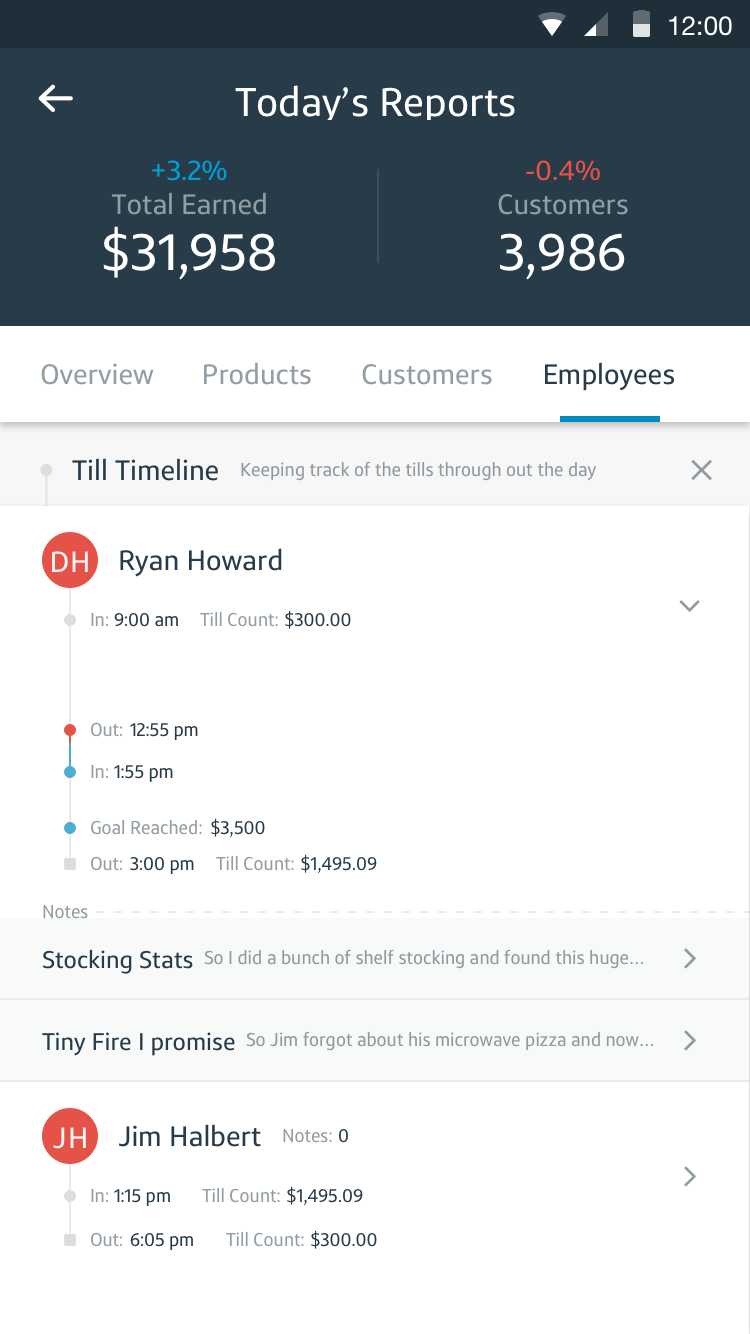 12:00
Today’s Reports
+3.2%
Total Earned
$31,958
-0.4%
Customers
3,986
Overview Products Customers Employees
Till Timeline Keeping track of the tills through out the day
DH Ryan Howard
In: 9:00 am Till Count: $300.00
Out: 12:55 pm
In: 1:55 pm
Goal Reached: $3,500
Out: 3:00 pm Till Count: $1,495.09
Notes
Stocking Stats So I did a bunch of shelf stocking and found this huge...
Tiny Fire I promise So Jim forgot about his microwave pizza and now...
JH Jim Halbert Notes: 0
In: 1:15 pm Till Count: $1,495.09
Out: 6:05 pm Till Count: $300.00